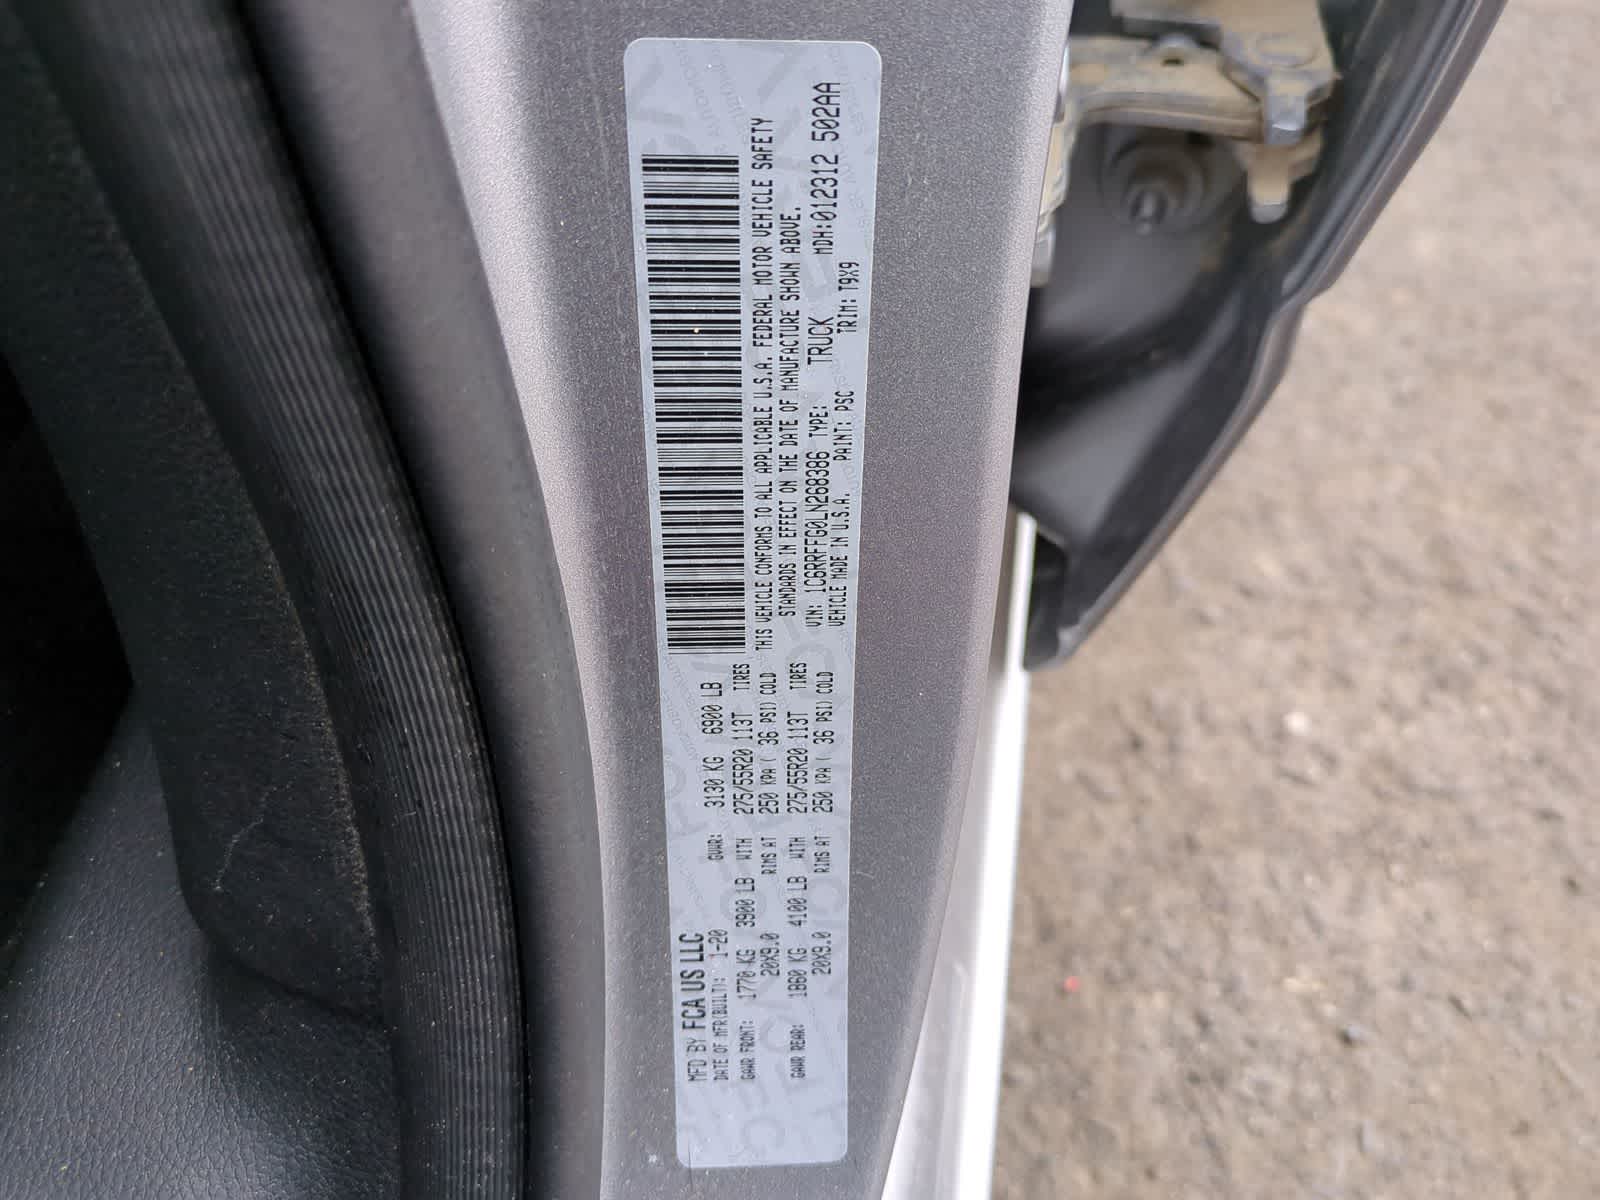 MFD BY FCA US LLC
DATE OF MFR(BUILT): 1-20 GVWR: 3130 KG 6900 LB
GAWR FRONT: 1770 KG 3900 LB WITH 275/55R20 113T TIRES
20X9.0 RIMS AT 250 KPA ( 36 PSI) COLD
GAWR REAR: 1860 KG 4100 LB WITH 275/55R20 113T TIRES
20X9.0 RIMS AT 250 KPA ( 36 PSI) COLD
THIS VEHICLE CONFORMS TO ALL APPLICABLE U.S.A. FEDERAL MOTOR VEHICLE SAFETY
STANDARDS IN EFFECT ON THE DATE OF MANUFACTURE SHOWN ABOVE.
VIN: 1C6RRFFG0LN268386 TYPE: TRUCK MDH:012312 502AA
VEHICLE MADE IN U.S.A. PAINT: PSC TRIM: T9X9